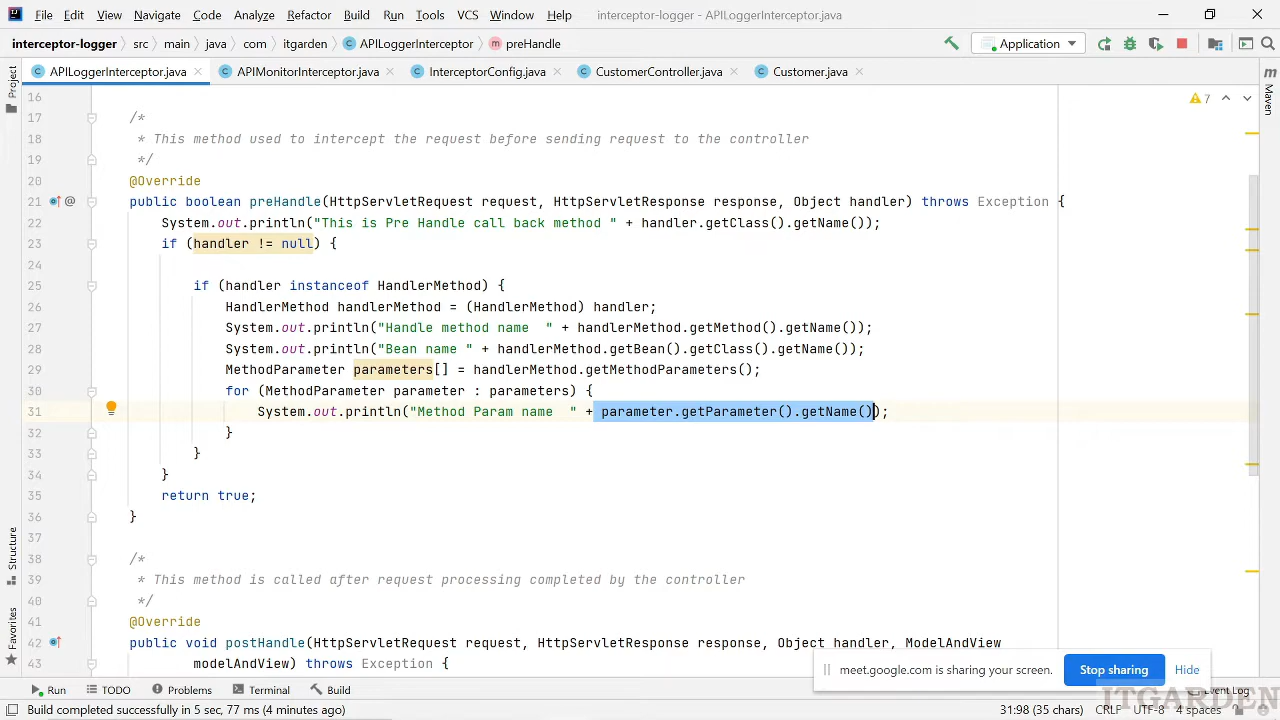 File Edit View Navigate Code Analyze Refactor Build Run Tools VCS Window Help interceptor-logger - APILoggerInterceptor.java
interceptor-logger src main java com itgarden APILoggerInterceptor m preHandle Application
Project
APILoggerInterceptor.java APIMonitorInterceptor.java InterceptorConfig.java CustomerController.java Customer.java
m Maven
7
16
17 /*
18 * This method used to intercept the request before sending request to the controller
19 */
20 @Override
21 @ public boolean preHandle(HttpServletRequest request, HttpServletResponse response, Object handler) throws Exception {
22 System.out.println("This is Pre Handle call back method " + handler.getClass().getName());
23 if (handler != null) {
24
25 if (handler instanceof HandlerMethod) {
26 HandlerMethod handlerMethod = (HandlerMethod) handler;
27 System.out.println("Handle method name  " + handlerMethod.getMethod().getName());
28 System.out.println("Bean name " + handlerMethod.getBean().getClass().getName());
29 MethodParameter parameters[] = handlerMethod.getMethodParameters();
30 for (MethodParameter parameter : parameters) {
31 System.out.println("Method Param name  " + parameter.getParameter().getName());
32 }
33 }
34 }
35 return true;
36 }
37
38 /*
39 * This method is called after request processing completed by the controller
40 */
41 @Override
42 public void postHandle(HttpServletRequest request, HttpServletResponse response, Object handler, ModelAndView
43 modelAndView) throws Exception {
Structure
Favorites
meet.google.com is sharing your screen. Stop sharing Hide
Run TODO Problems Terminal Build Event Log
ITGARDEN
Build completed successfully in 5 sec, 77 ms (4 minutes ago) 31:98 (35 chars) CRLF UTF-8 4 spaces